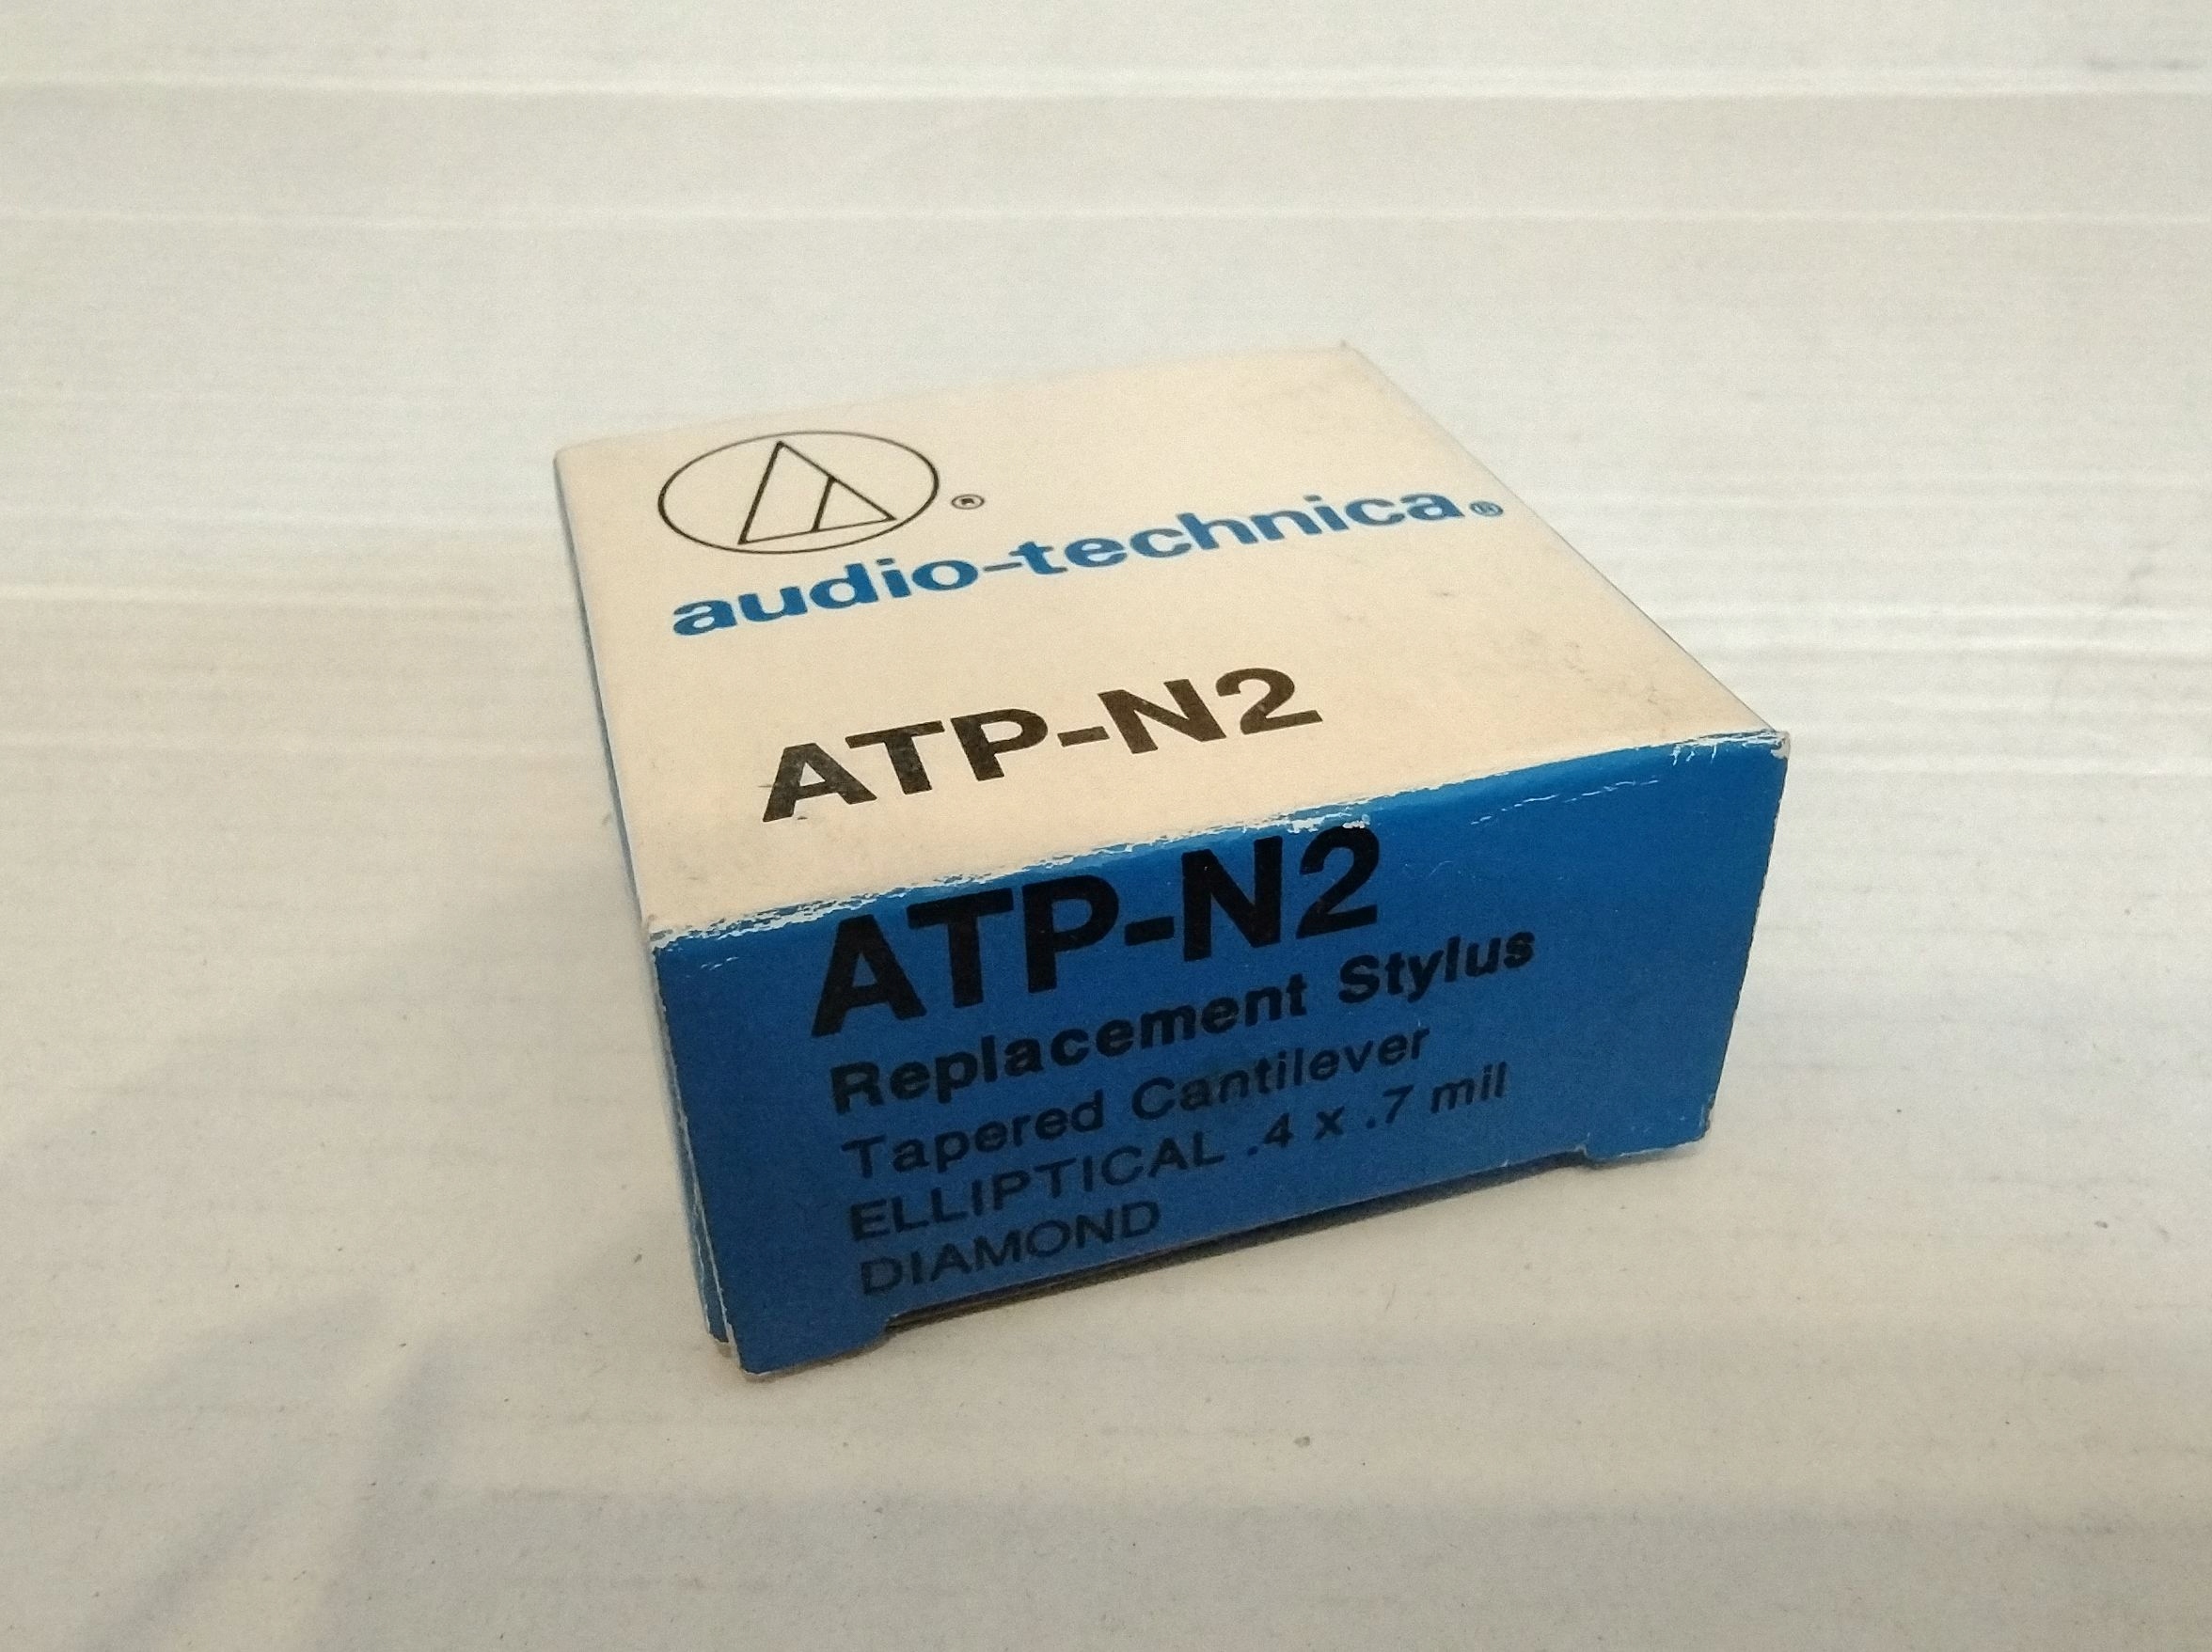 ®
audio-technica®
ATP-N2
ATP-N2
Replacement Stylus
Tapered Cantilever
ELLIPTICAL .4 x .7 mil
DIAMOND